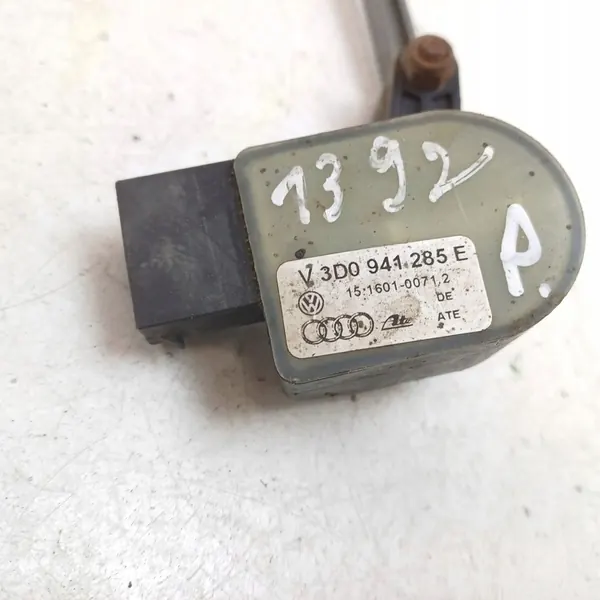 1392
P.
V 3D0 941 285 E
15.1601-0071.2
DE
ATE